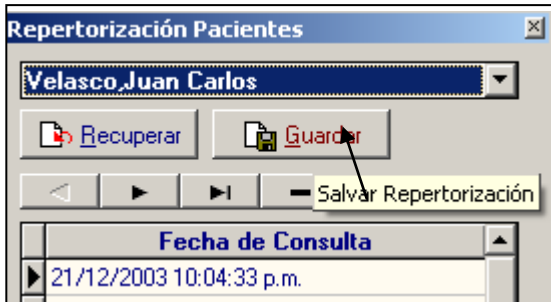 Repertorización Pacientes
Velasco,Juan Carlos
Recuperar Guardar
Salvar Repertorización
Fecha de Consulta
21/12/2003 10:04:33 p.m.